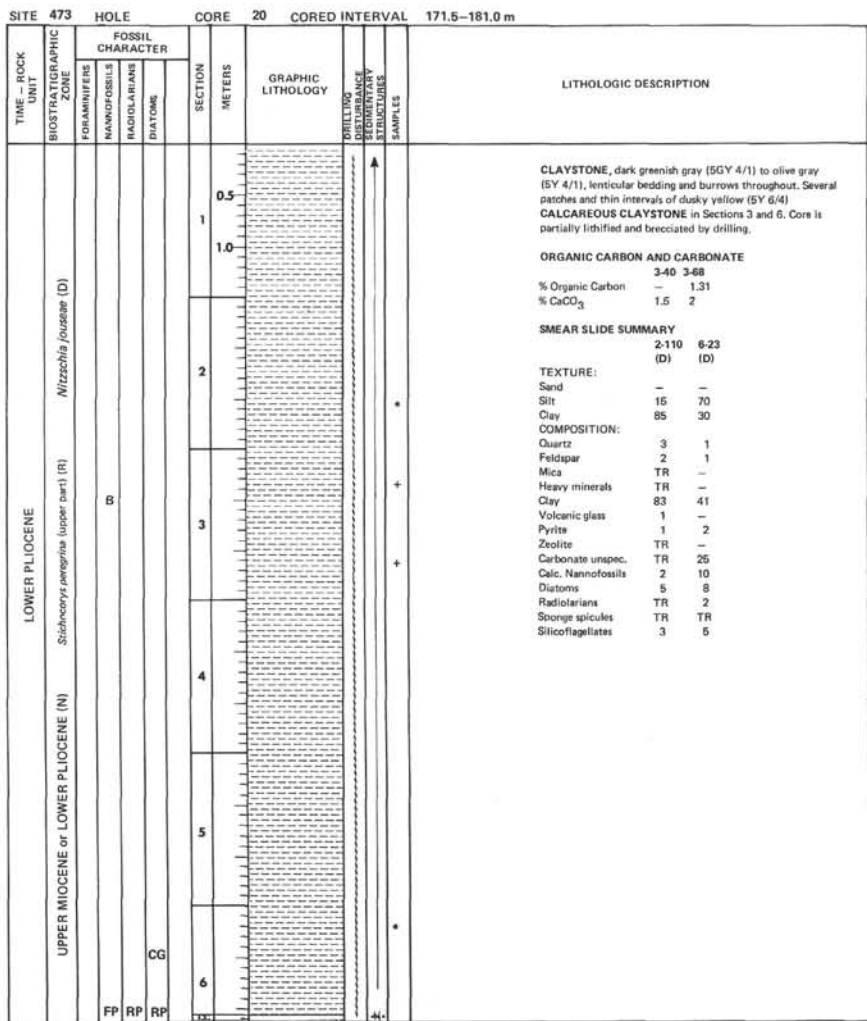 SITE 473 HOLE CORE 20 CORED INTERVAL 171.5–181.0 m
TIME – ROCK UNIT
BIOSTRATIGRAPHIC ZONE
FOSSIL CHARACTER
FORAMINIFERS
NANNOFOSSILS
RADIOLARIANS
DIATOMS
SECTION
METERS
GRAPHIC LITHOLOGY
DRILLING DISTURBANCE
SEDIMENTARY STRUCTURES
SAMPLES
LITHOLOGIC DESCRIPTION
LOWER PLIOCENE
UPPER MIOCENE or LOWER PLIOCENE (N)
Stichncorys peregrina (upper part) (R)
Nitzschia jouseae (D)
B
CG
FP RP RP
1
0.5
1.0
2
*
3
+
+
4
5
6
*
CLAYSTONE, dark greenish gray (5GY 4/1) to olive gray
(5Y 4/1), lenticular bedding and burrows throughout. Several
patches and thin intervals of dusky yellow (5Y 6/4)
CALCAREOUS CLAYSTONE in Sections 3 and 6. Core is
partially lithified and brecciated by drilling.
ORGANIC CARBON AND CARBONATE
3-40 3-68
% Organic Carbon – 1.31
% CaCO3 1.5 2
SMEAR SLIDE SUMMARY
2-110 6-23
(D) (D)
TEXTURE:
Sand – –
Silt 15 70
Clay 85 30
COMPOSITION:
Quartz 3 1
Feldspar 2 1
Mica TR –
Heavy minerals TR –
Clay 83 41
Volcanic glass 1 –
Pyrite 1 2
Zeolite TR –
Carbonate unspec. TR 25
Calc. Nannofossils 2 10
Diatoms 5 8
Radiolarians TR 2
Sponge spicules TR TR
Silicoflagellates 3 5